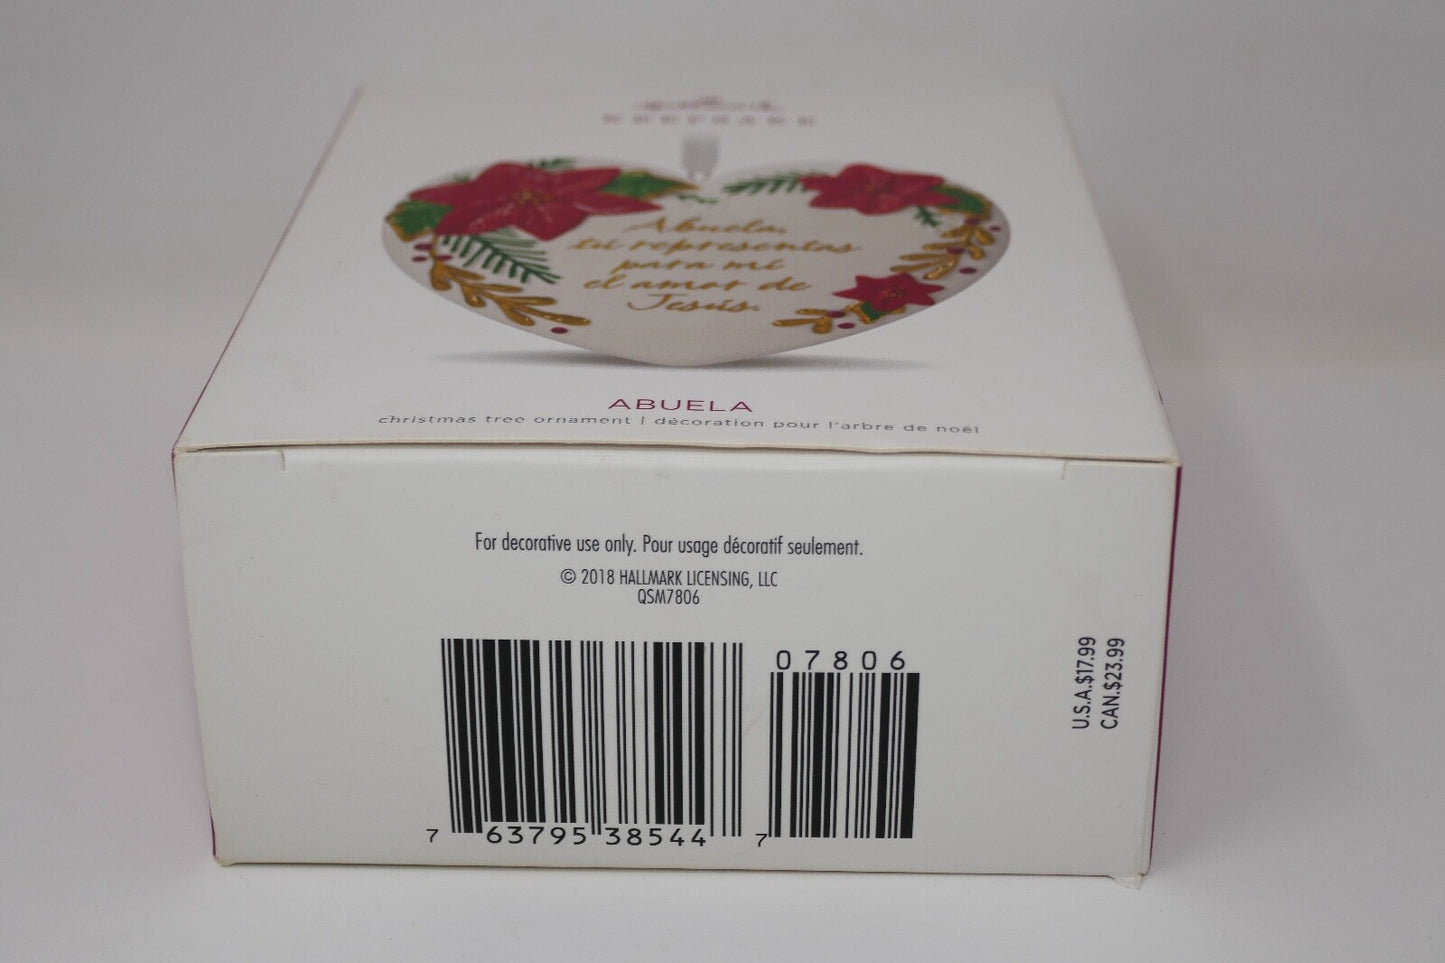 Hallmark
KEEPSAKE
Abuela,
tú representas
para mí
el amor de
Jesús.
ABUELA
christmas tree ornament | décoration pour l'arbre de noël
For decorative use only. Pour usage décoratif seulement.
© 2018 HALLMARK LICENSING, LLC
QSM7806
07806
7 63795 38544 7
U.S.A.$17.99
CAN.$23.99